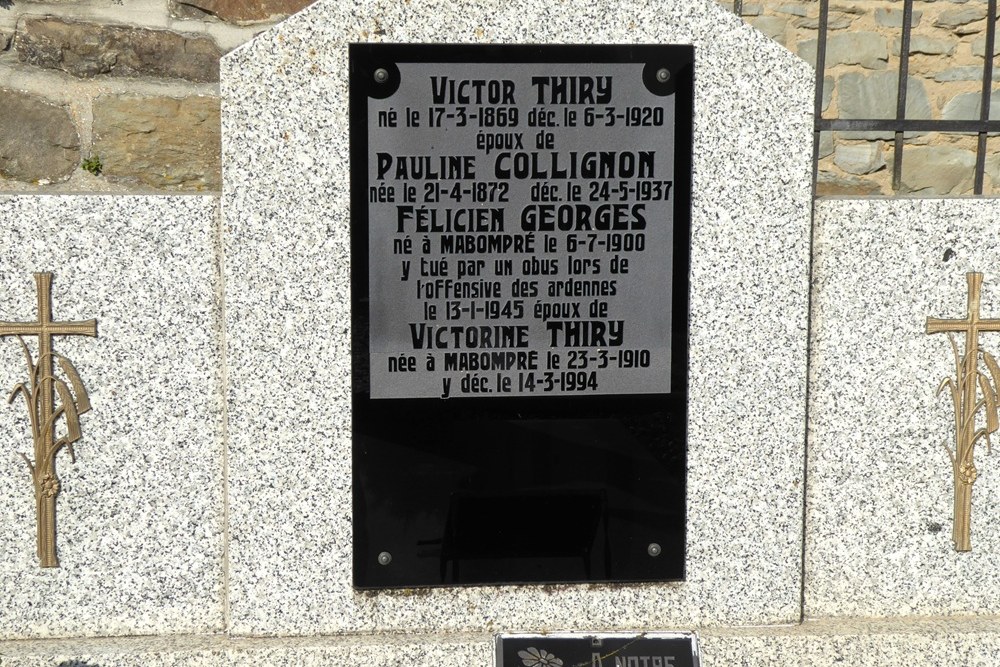 VICTOR THIRY
né le 17-3-1869 déc. le 6-3-1920
époux de
PAULINE COLLIGNON
née le 21-4-1872 déc. le 24-5-1937
FÉLICIEN GEORGES
né à MABOMPRÉ le 6-7-1900
y tué par un obus lors de
l'offensive des ardennes
le 13-1-1945 époux de
VICTORINE THIRY
née à MABOMPRÉ le 23-3-1910
y déc. le 14-3-1994
A NOTRE